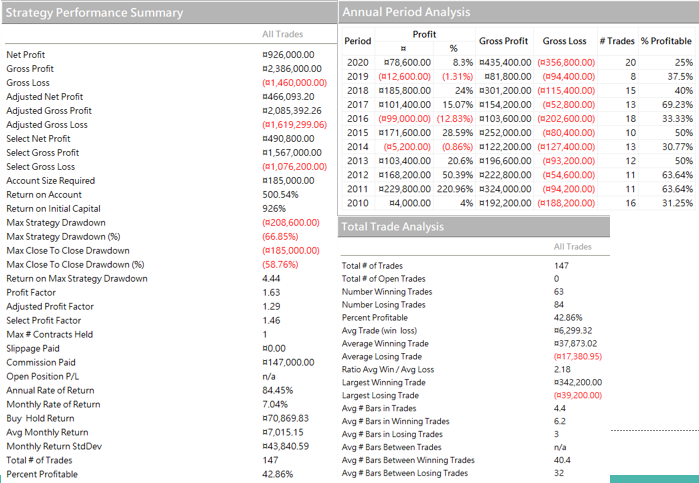 Strategy Performance Summary
All Trades
Net Profit ¤926,000.00
Gross Profit ¤2,386,000.00
Gross Loss (¤1,460,000.00)
Adjusted Net Profit ¤466,093.20
Adjusted Gross Profit ¤2,085,392.26
Adjusted Gross Loss (¤1,619,299.06)
Select Net Profit ¤490,800.00
Select Gross Profit ¤1,567,000.00
Select Gross Loss (¤1,076,200.00)
Account Size Required ¤185,000.00
Return on Account 500.54%
Return on Initial Capital 926%
Max Strategy Drawdown (¤208,600.00)
Max Strategy Drawdown (%) (66.85%)
Max Close To Close Drawdown (¤185,000.00)
Max Close To Close Drawdown (%) (58.76%)
Return on Max Strategy Drawdown 4.44
Profit Factor 1.63
Adjusted Profit Factor 1.29
Select Profit Factor 1.46
Max # Contracts Held 1
Slippage Paid ¤0.00
Commission Paid ¤147,000.00
Open Position P/L n/a
Annual Rate of Return 84.45%
Monthly Rate of Return 7.04%
Buy Hold Return ¤70,869.83
Avg Monthly Return ¤7,015.15
Monthly Return StdDev ¤43,840.59
Total # of Trades 147
Percent Profitable 42.86%
Annual Period Analysis
Period Profit Gross Profit Gross Loss # Trades % Profitable
¤ %
2020 ¤78,600.00 8.3% ¤435,400.00 (¤356,800.00) 20 25%
2019 (¤12,600.00) (1.31%) ¤81,800.00 (¤94,400.00) 8 37.5%
2018 ¤185,800.00 24% ¤301,200.00 (¤115,400.00) 15 40%
2017 ¤101,400.00 15.07% ¤154,200.00 (¤52,800.00) 13 69.23%
2016 (¤99,000.00) (12.83%) ¤103,600.00 (¤202,600.00) 18 33.33%
2015 ¤171,600.00 28.59% ¤252,000.00 (¤80,400.00) 10 50%
2014 (¤5,200.00) (0.86%) ¤122,200.00 (¤127,400.00) 13 30.77%
2013 ¤103,400.00 20.6% ¤196,600.00 (¤93,200.00) 12 50%
2012 ¤168,200.00 50.39% ¤222,800.00 (¤54,600.00) 11 63.64%
2011 ¤229,800.00 220.96% ¤324,000.00 (¤94,200.00) 11 63.64%
2010 ¤4,000.00 4% ¤192,200.00 (¤188,200.00) 16 31.25%
Total Trade Analysis
All Trades
Total # of Trades 147
Total # of Open Trades 0
Number Winning Trades 63
Number Losing Trades 84
Percent Profitable 42.86%
Avg Trade (win loss) ¤6,299.32
Average Winning Trade ¤37,873.02
Average Losing Trade (¤17,380.95)
Ratio Avg Win / Avg Loss 2.18
Largest Winning Trade ¤342,200.00
Largest Losing Trade (¤39,200.00)
Avg # Bars in Trades 4.4
Avg # Bars in Winning Trades 6.2
Avg # Bars in Losing Trades 3
Avg # Bars Between Trades n/a
Avg # Bars Between Winning Trades 40.4
Avg # Bars Between Losing Trades 32